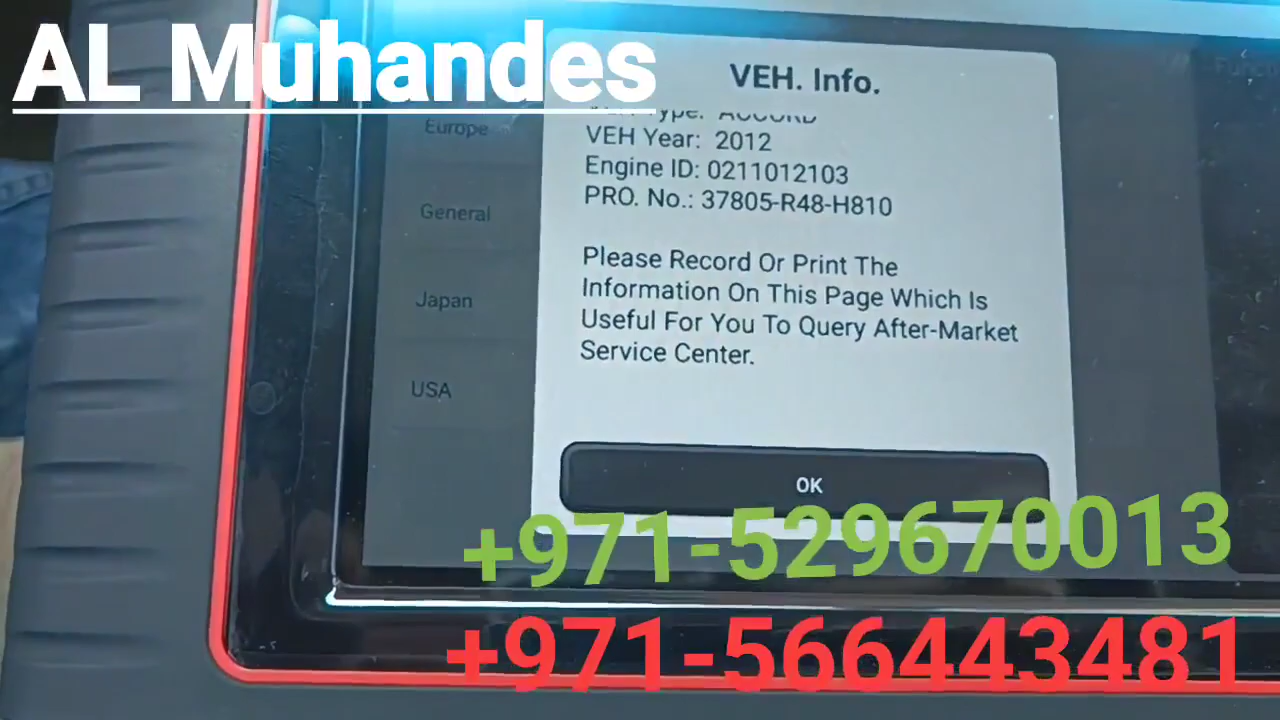 AL Muhandes
VEH. Info.
ACCORD
VEH Year: 2012
Engine ID: 0211012103
PRO. No.: 37805-R48-H810
Please Record Or Print The
Information On This Page Which Is
Useful For You To Query After-Market
Service Center.
OK
Europe
General
Japan
USA
+971-529670013
+971-566443481